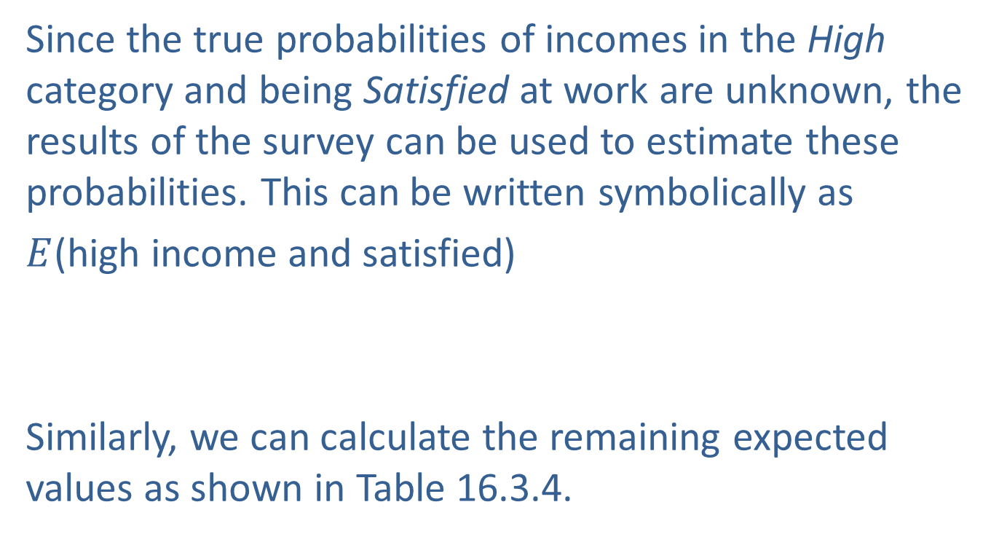 Since the true probabilities of incomes in the High
category and being Satisfied at work are unknown, the
results of the survey can be used to estimate these
probabilities. This can be written symbolically as
E(high income and satisfied)
Similarly, we can calculate the remaining expected
values as shown in Table 16.3.4.